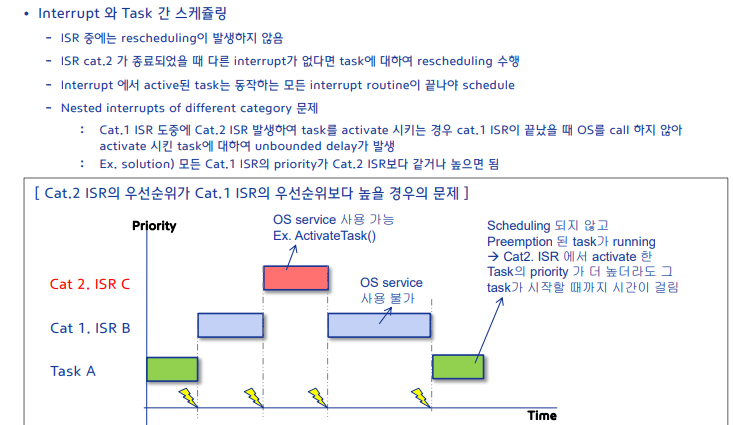 • Interrupt 와 Task 간 스케쥴링
– ISR 중에는 rescheduling이 발생하지 않음
– ISR cat.2 가 종료되었을 때 다른 interrupt가 없다면 task에 대하여 rescheduling 수행
– Interrupt 에서 active된 task는 동작하는 모든 interrupt routine이 끝나야 schedule
– Nested interrupts of different category 문제
: Cat.1 ISR 도중에 Cat.2 ISR 발생하여 task를 activate 시키는 경우 cat.1 ISR이 끝났을 때 OS를 call 하지 않아
activate 시킨 task에 대하여 unbounded delay가 발생
: Ex. solution) 모든 Cat.1 ISR의 priority가 Cat.2 ISR보다 같거나 높으면 됨
[ Cat.2 ISR의 우선순위가 Cat.1 ISR의 우선순위보다 높을 경우의 문제 ]
Priority
OS service 사용 가능
Ex. ActivateTask()
Scheduling 되지 않고
Preemption 된 task가 running
→ Cat2. ISR 에서 activate 한
Task의 priority 가 더 높더라도 그
task가 시작할 때까지 시간이 걸림
Cat 2. ISR C
OS service
사용 불가
Cat 1. ISR B
Task A
Time